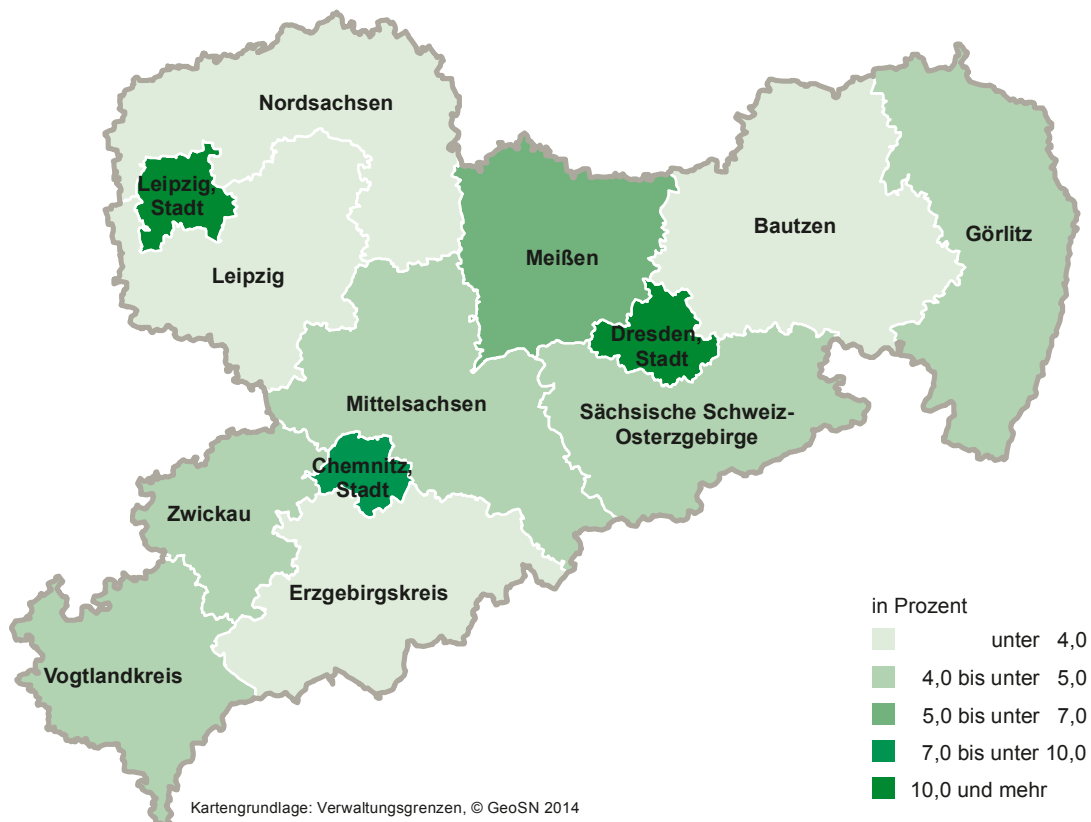 Nordsachsen
Leipzig,
Stadt
Leipzig
Meißen
Bautzen
Görlitz
Dresden,
Stadt
Mittelsachsen
Sächsische Schweiz-
Osterzgebirge
Chemnitz,
Stadt
Zwickau
Erzgebirgskreis
Vogtlandkreis
in Prozent
unter 4,0
4,0 bis unter 5,0
5,0 bis unter 7,0
7,0 bis unter 10,0
10,0 und mehr
Kartengrundlage: Verwaltungsgrenzen, © GeoSN 2014